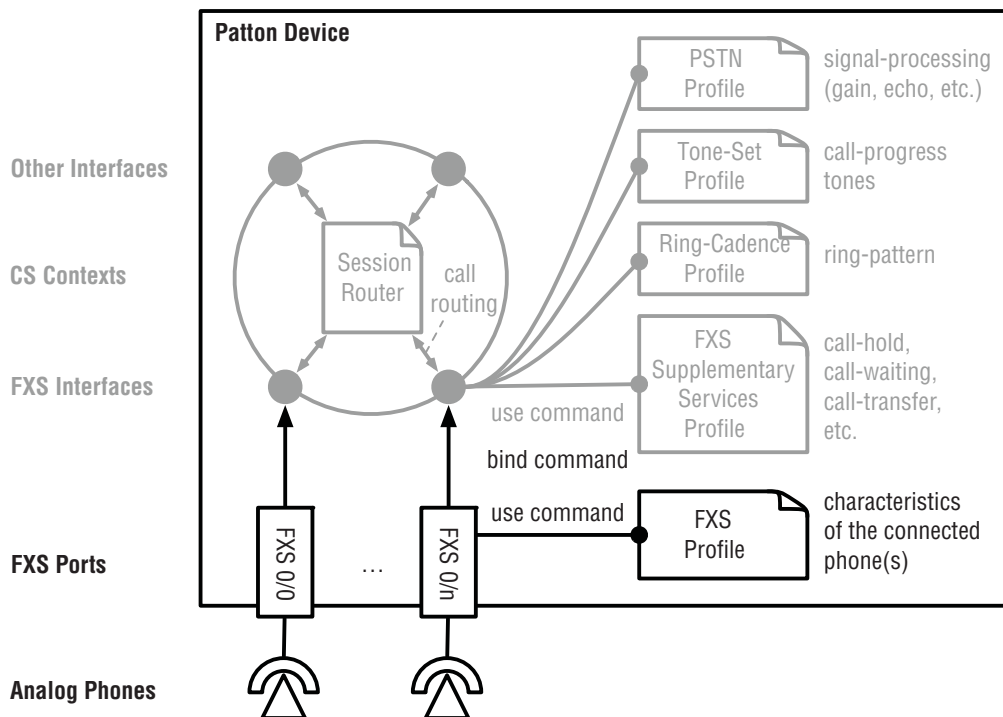 Patton Device
PSTN
Profile
signal-processing
(gain, echo, etc.)
Other Interfaces
Tone-Set
Profile
call-progress
tones
CS Contexts
Session
Router
call
routing
Ring-Cadence
Profile
ring-pattern
FXS Interfaces
FXS
Supplementary
Services
Profile
call-hold,
call-waiting,
call-transfer,
etc.
use command
bind command
FXS Ports
FXS 0/0
...
FXS 0/n
use command
FXS
Profile
characteristics
of the connected
phone(s)
Analog Phones